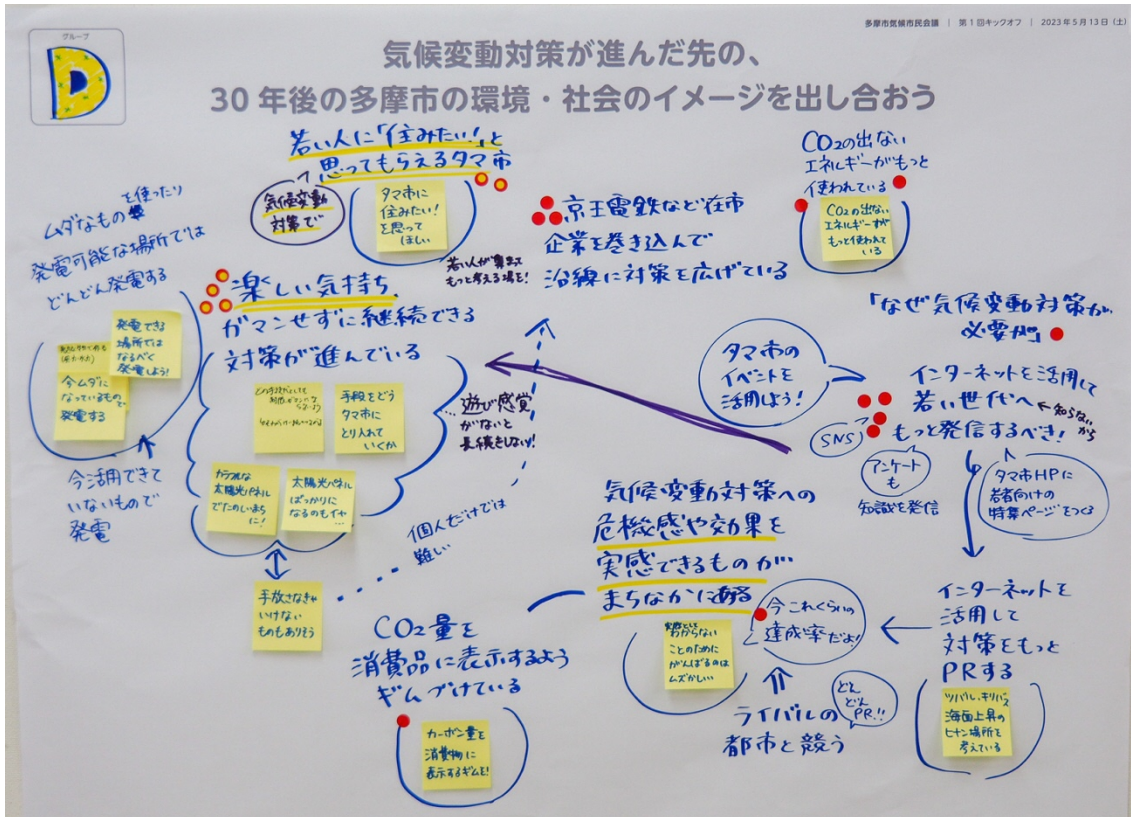 多摩市気候市民会議 | 第1回キックオフ | 2023年5月13日(土)
グループ
D
気候変動対策が進んだ先の、
30年後の多摩市の環境・社会のイメージを出し合おう
若い人に「住みたい!」と
思ってもらえるタマ市
気候変動
対策で
タマ市に
住みたい!
を思って
ほしい
若い人が集まって
もっと考える場を!
京王電鉄など在市
企業を巻き込んで
沿線に対策を広げている
CO2の出ない
エネルギーがもっと
使われている
CO2の出ない
エネルギーが
もっと使われて
いる
ムダなもの
を使ったり
発電可能な場所では
どんどん発電する
発電できる
場所では
なるべく
発電しよう!
今ムダに
なっているもので
発電する
今活用できて
いないもので
発電
楽しい気持ち
ガマンせずに継続できる
対策が進んでいる
手段をどう
タマ市に
とり入れて
いくか
カラフルな
太陽光パネル
でたのしいまち
に!
太陽光パネル
ばっかりに
なるのもイヤ
…
…遊び感覚
がないと
長続きしない!
手放さなきゃ
いけない
ものもありそう
個人だけでは
難しい
「なぜ気候変動対策が
必要か」
タマ市の
イベントを
活用しよう!
インターネットを活用して
若い世代へ
もっと発信するべき!
知らない
から
SNS
アンケート
も
知識を発信
タマ市HPに
若者向けの
特集ページをつくる
気候変動対策への
危機感や効果を
実感できるものが
まちなかにある
実感として
わからない
ことのために
がんばるのは
ムズかしい
今これくらいの
達成率だよ!
ライバルの
都市と競う
どん
どん
PR!!
インターネットを
活用して
対策をもっと
PRする
ツバル、キリバス
海面上昇の
ヒナン場所を
考えている
CO2量を
消費品に表示するよう
ギムづけている
カーボン量を
消費物に
表示するギムを!